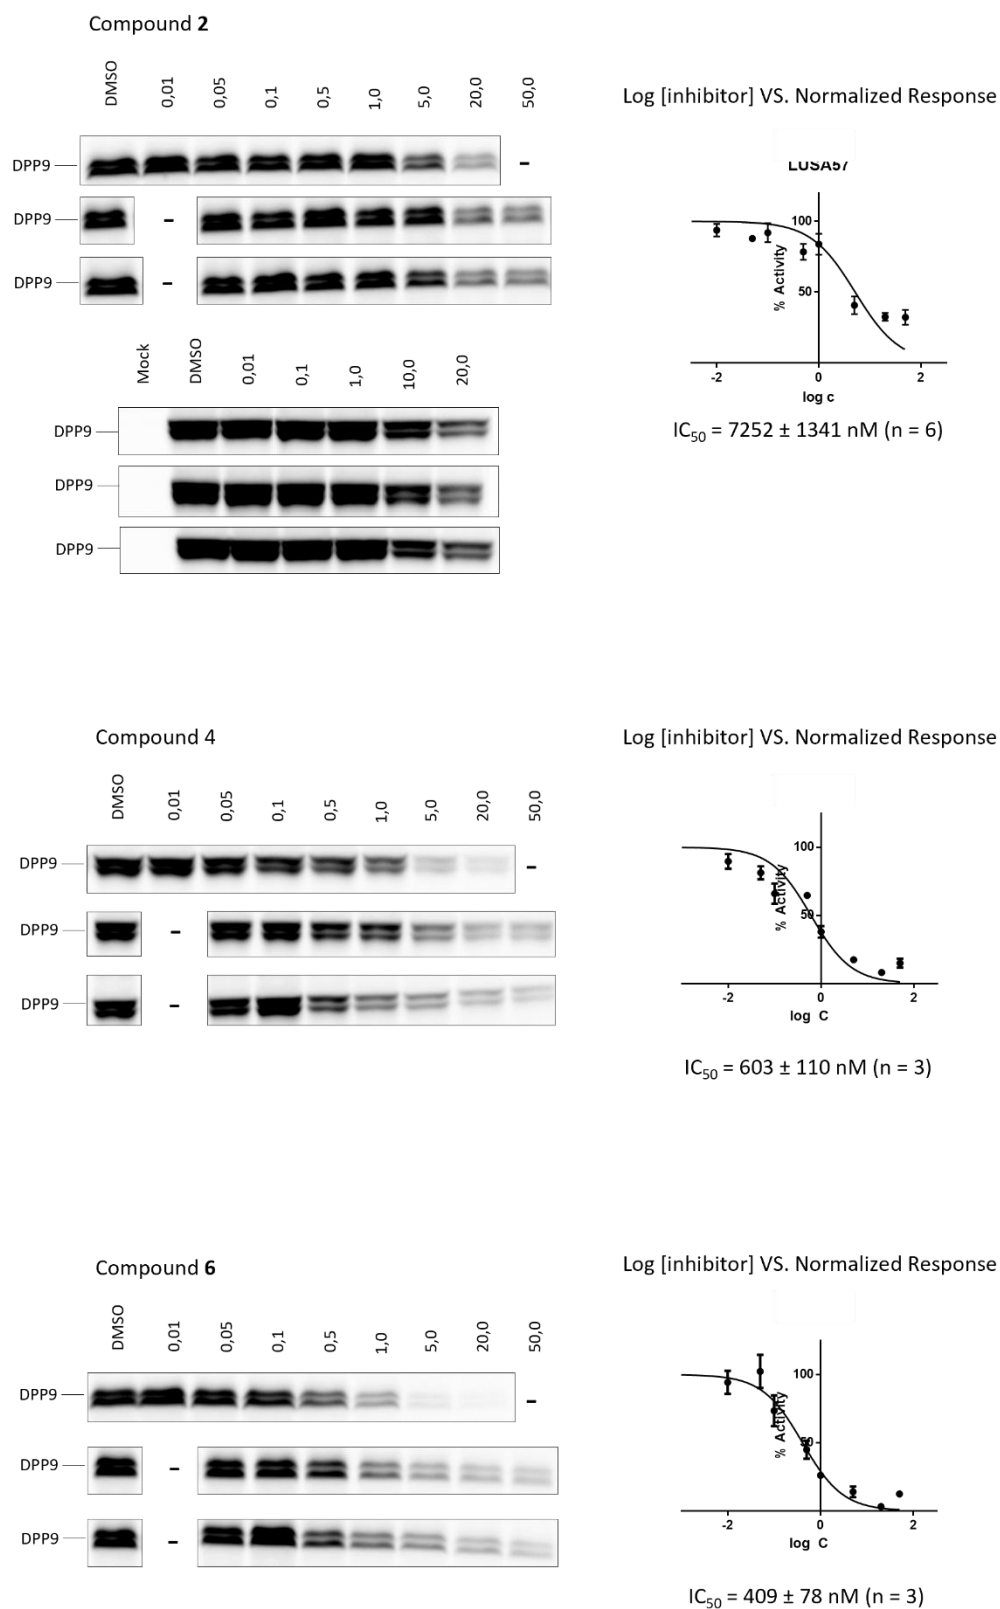 Compound 2
DMSO 0,01 0,05 0,1 0,5 1,0 5,0 20,0 50,0
DPP9
-
DPP9
-
DPP9
-
Mock DMSO 0,01 0,1 1,0 10,0 20,0
DPP9
DPP9
DPP9
Log [inhibitor] VS. Normalized Response
LUSA57
100
50
% Activity
-2 0 2
log c
IC50 = 7252 ± 1341 nM (n = 6)
Compound 4
DMSO 0,01 0,05 0,1 0,5 1,0 5,0 20,0 50,0
DPP9
-
DPP9
-
DPP9
-
Log [inhibitor] VS. Normalized Response
100
50
% Activity
-2 0 2
log C
IC50 = 603 ± 110 nM (n = 3)
Compound 6
DMSO 0,01 0,05 0,1 0,5 1,0 5,0 20,0 50,0
DPP9
-
DPP9
-
DPP9
-
Log [inhibitor] VS. Normalized Response
100
50
% Activity
-2 0 2
log C
IC50 = 409 ± 78 nM (n = 3)